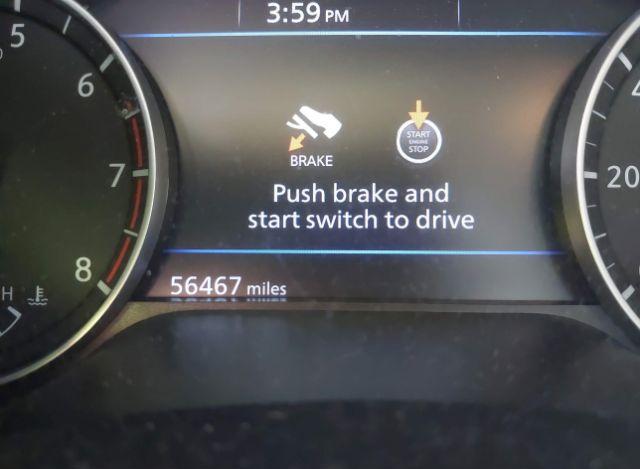 3:59 PM
5
6
7
8
H
BRAKE
START
ENGINE
STOP
Push brake and
start switch to drive
56467 miles
20